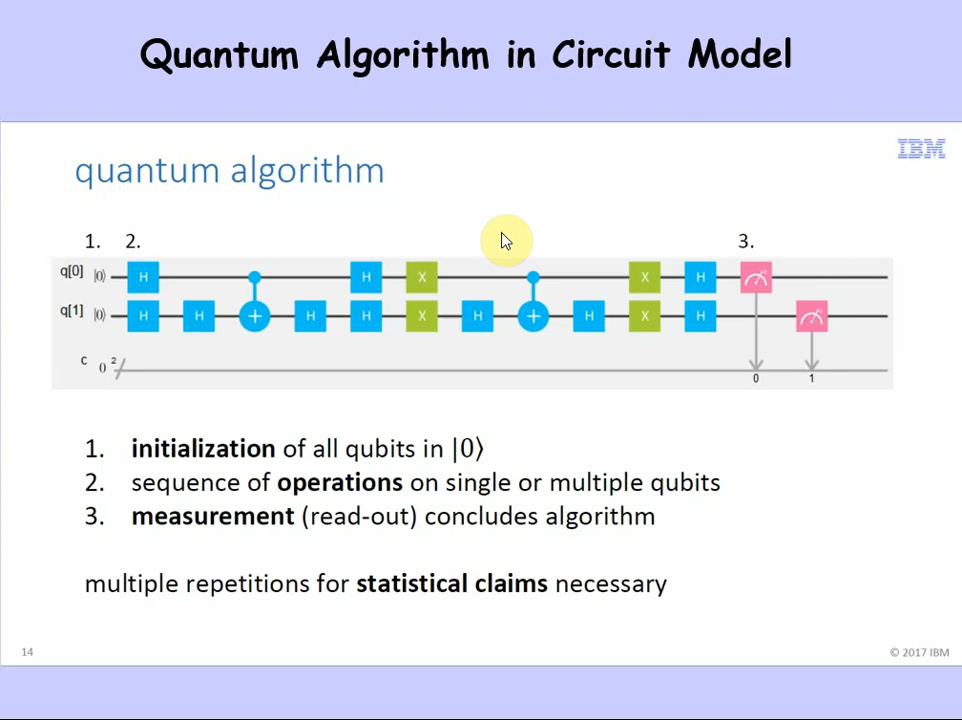 Quantum Algorithm in Circuit Model
IBM
quantum algorithm
1. 2. 3.
q[0] |0⟩ H H X X H
q[1] |0⟩ H H + H H X H + H X H
c 0 2
0 1
1. initialization of all qubits in |0⟩
2. sequence of operations on single or multiple qubits
3. measurement (read-out) concludes algorithm
multiple repetitions for statistical claims necessary
14 © 2017 IBM